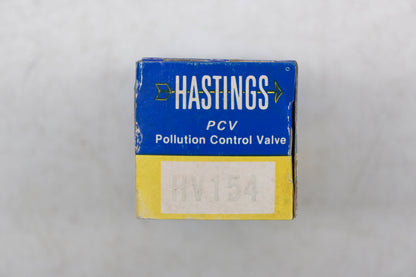 HASTINGS
PCV
Pollution Control Valve
HV154